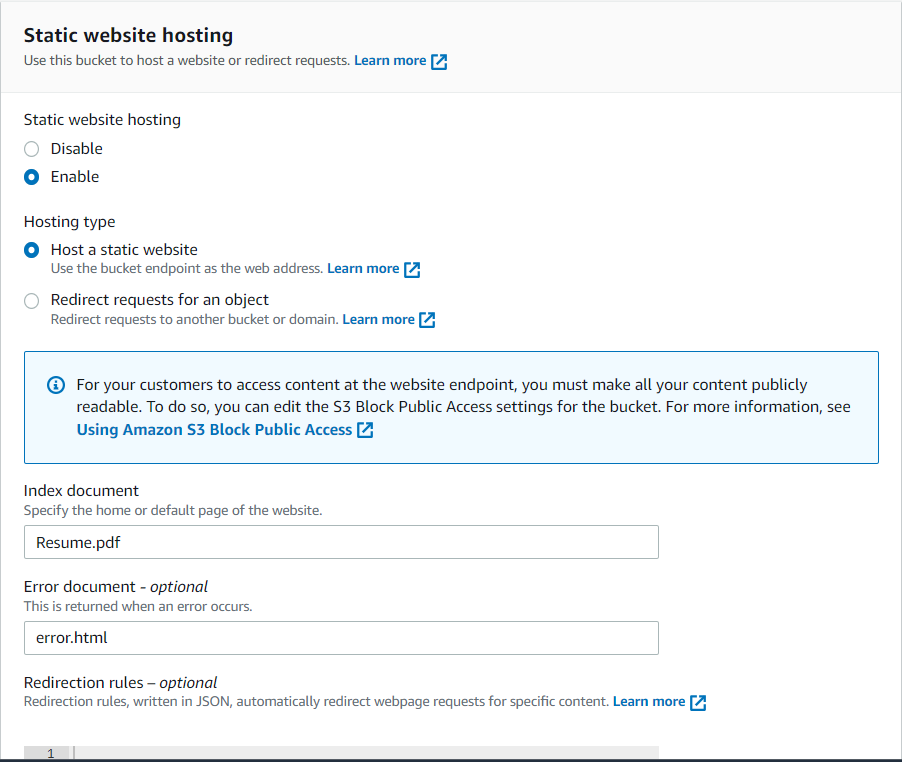 Static website hosting
Use this bucket to host a website or redirect requests. Learn more
Static website hosting
Disable
Enable
Hosting type
Host a static website
Use the bucket endpoint as the web address. Learn more
Redirect requests for an object
Redirect requests to another bucket or domain. Learn more
For your customers to access content at the website endpoint, you must make all your content publicly
readable. To do so, you can edit the S3 Block Public Access settings for the bucket. For more information, see
Using Amazon S3 Block Public Access
Index document
Specify the home or default page of the website.
Resume.pdf
Error document - optional
This is returned when an error occurs.
error.html
Redirection rules – optional
Redirection rules, written in JSON, automatically redirect webpage requests for specific content. Learn more
1